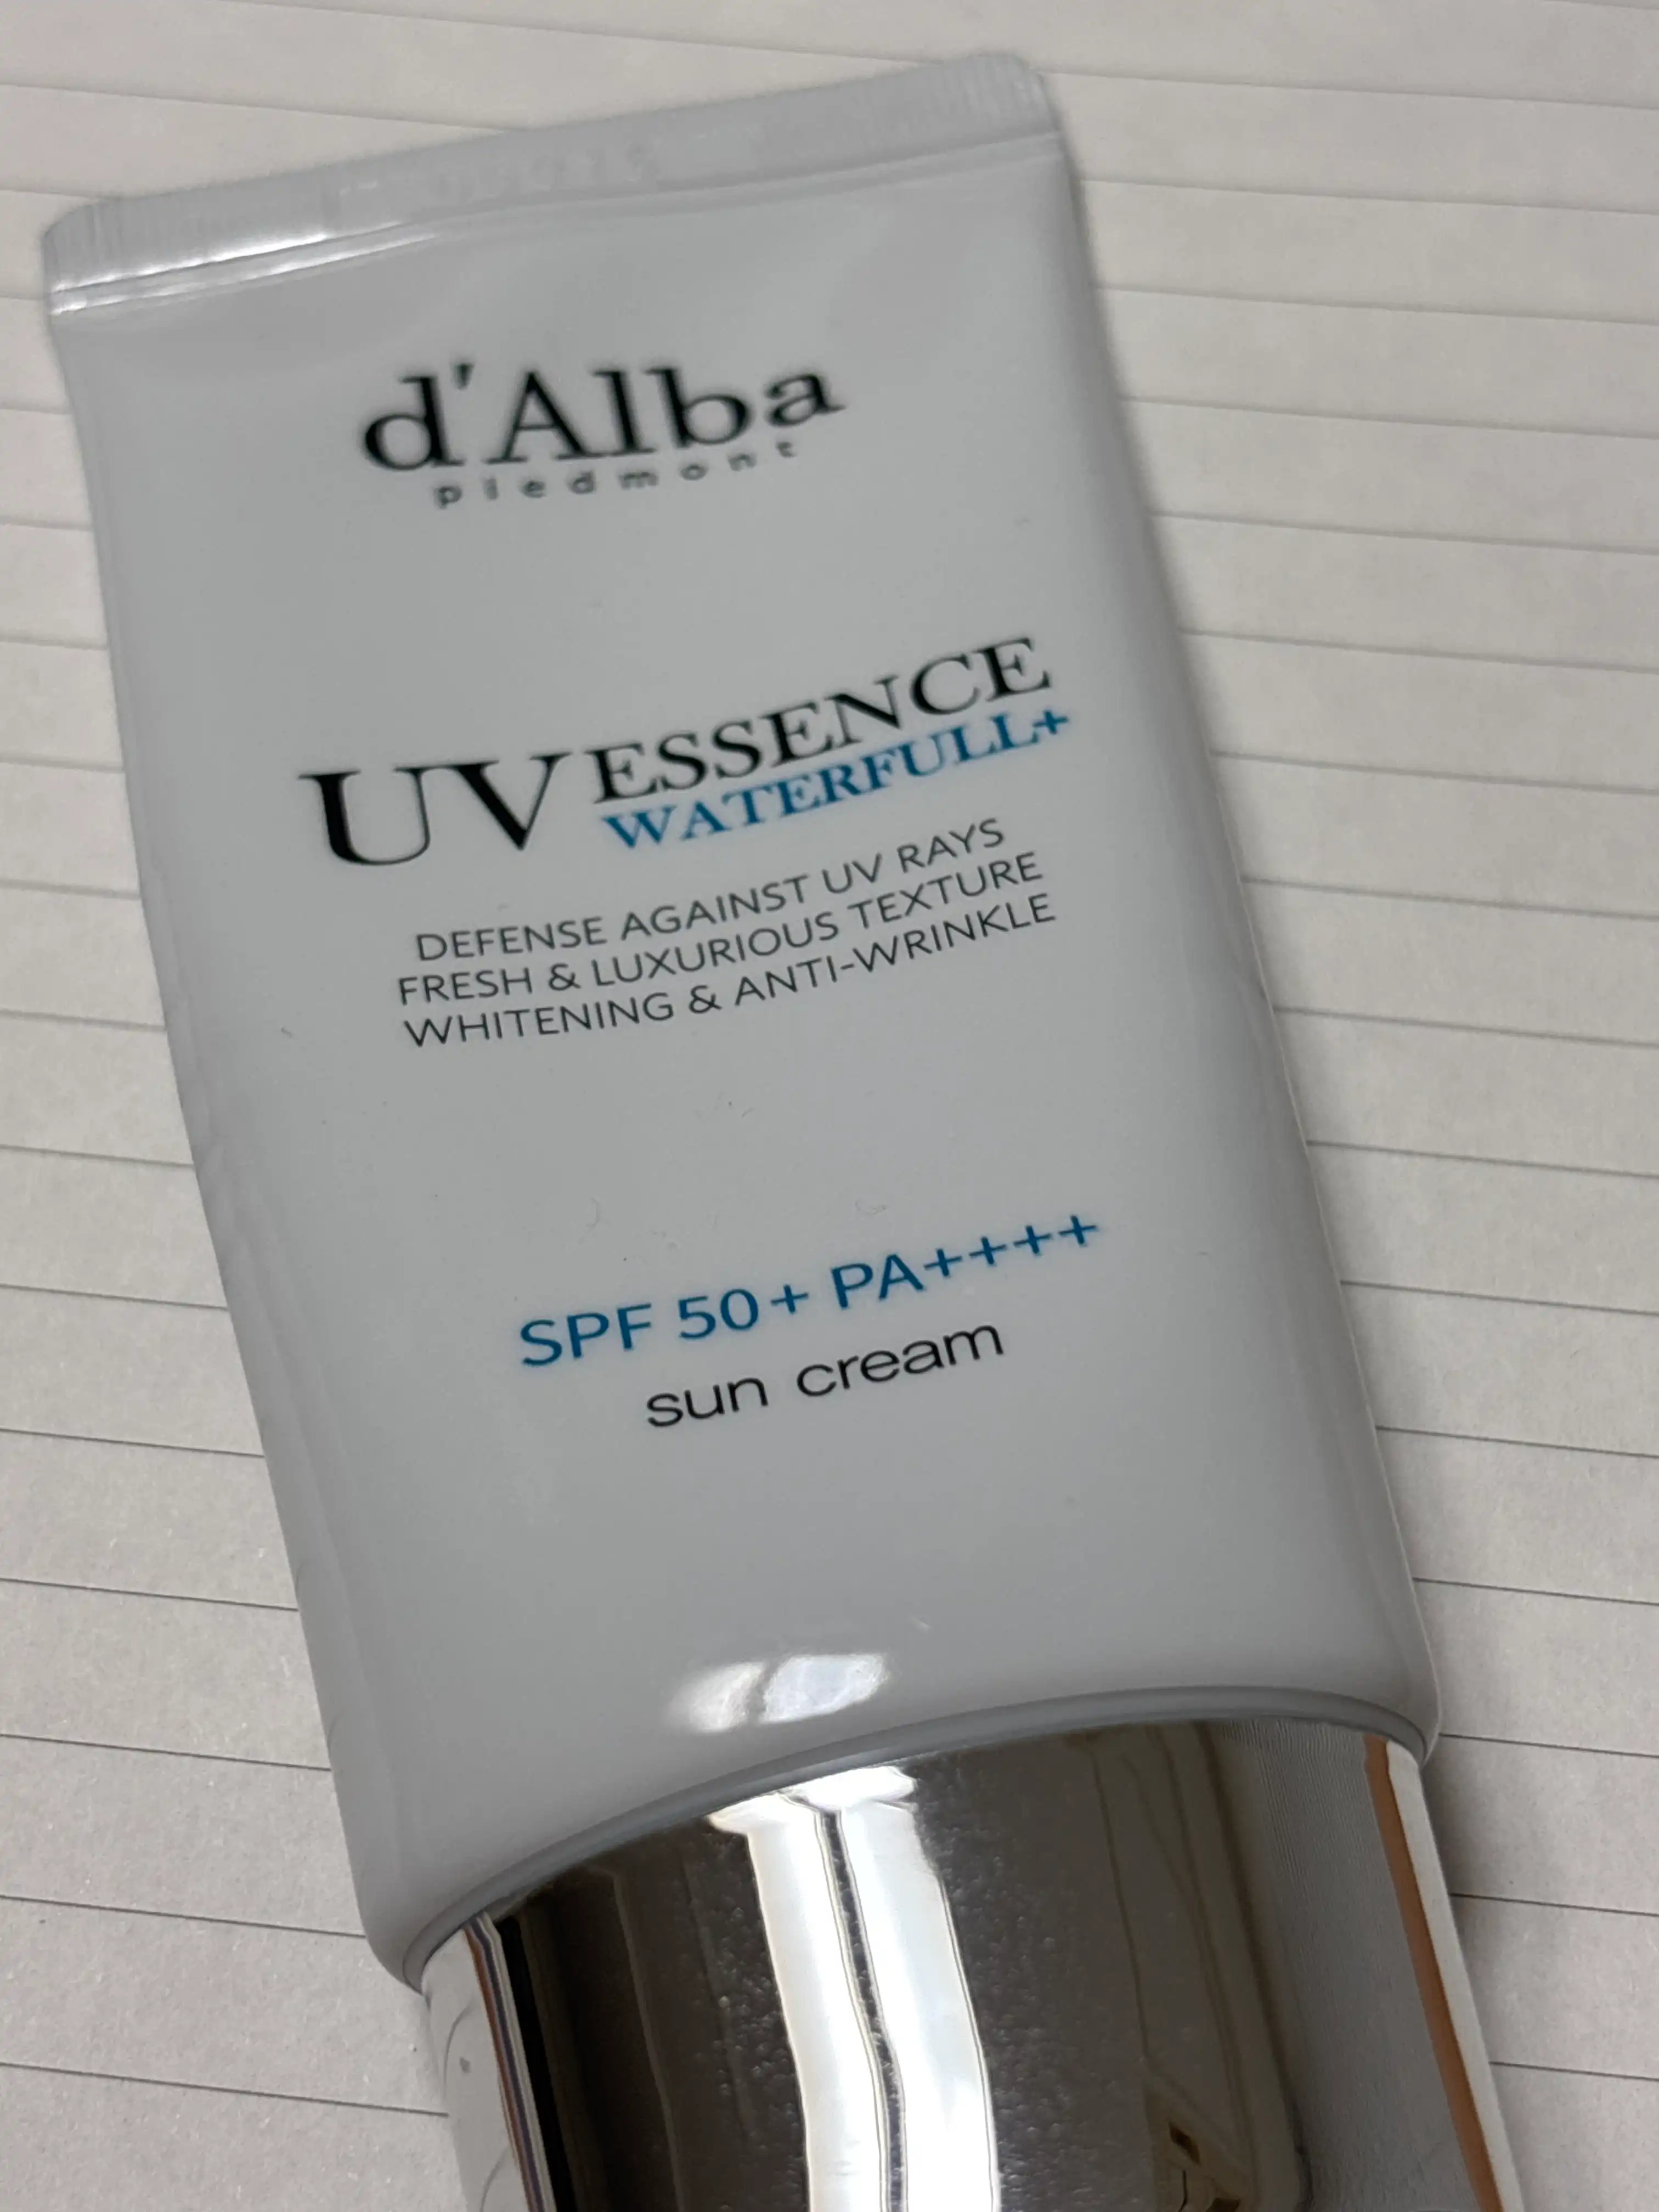 d'Alba
piedmont
UV ESSENCE
WATERFULL+
DEFENSE AGAINST UV RAYS
FRESH & LUXURIOUS TEXTURE
WHITENING & ANTI-WRINKLE
SPF 50+ PA++++
sun cream